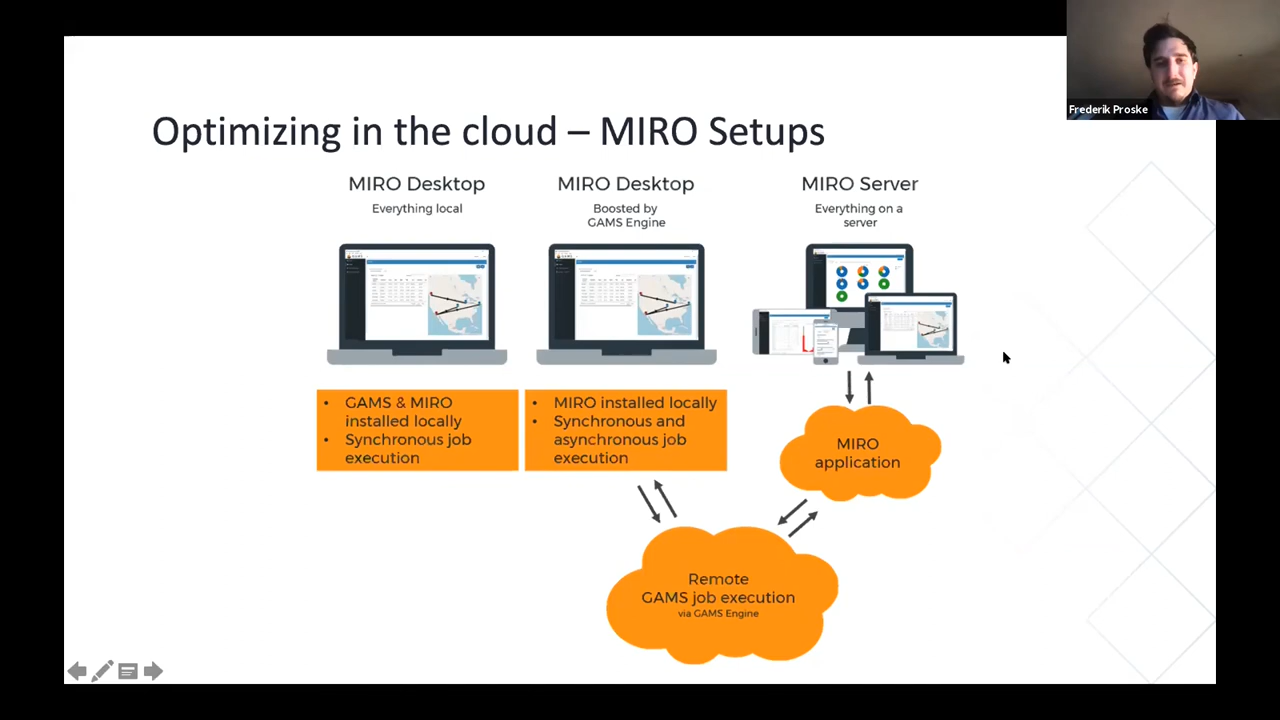 Frederik Proske
Optimizing in the cloud – MIRO Setups
MIRO Desktop
Everything local
MIRO Desktop
Boosted by
GAMS Engine
MIRO Server
Everything on a
server
• GAMS & MIRO
installed locally
• Synchronous job
execution
• MIRO installed locally
• Synchronous and
asynchronous job
execution
MIRO
application
Remote
GAMS job execution
via GAMS Engine